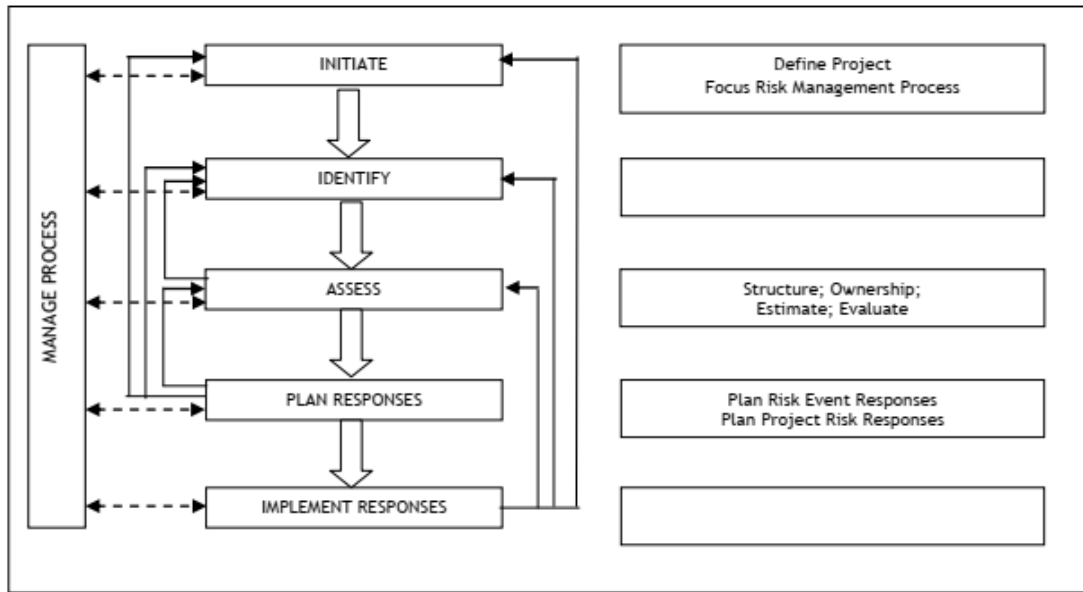 MANAGE PROCESS
INITIATE
Define Project
Focus Risk Management Process
IDENTIFY
ASSESS
Structure; Ownership;
Estimate; Evaluate
PLAN RESPONSES
Plan Risk Event Responses
Plan Project Risk Responses
IMPLEMENT RESPONSES